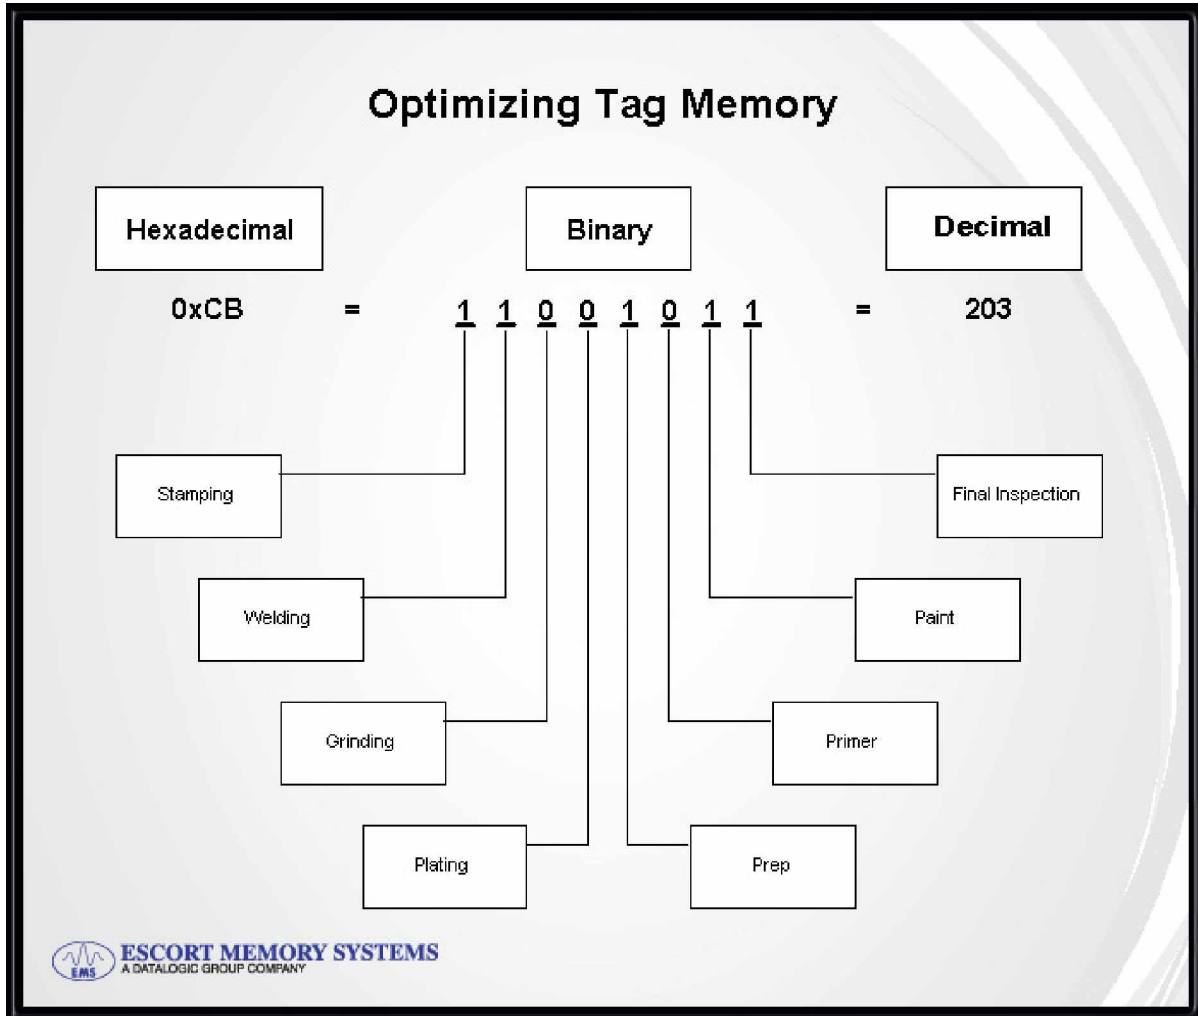 Optimizing Tag Memory
Hexadecimal
Binary
Decimal
0xCB = 1 1 0 0 1 0 1 1 = 203
Stamping
Final Inspection
Welding
Paint
Grinding
Primer
Plating
Prep
EMS
ESCORT MEMORY SYSTEMS
A DATALOGIC GROUP COMPANY